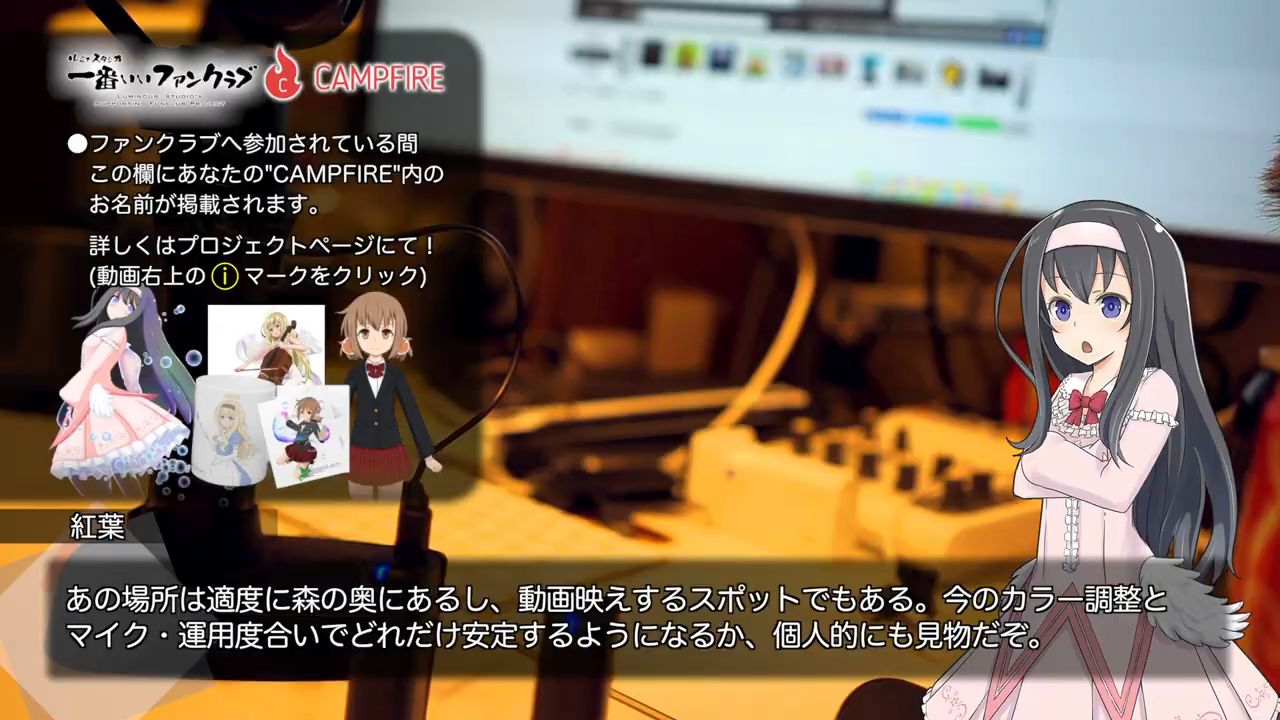 ルミナスタジオ
一番いいファンクラブ
LUMINOUS STUDIO'S
SUPPORTING FUNCLUB PROJECT
CAMPFIRE
●ファンクラブへ参加されている間
この欄にあなたの"CAMPFIRE"内の
お名前が掲載されます。
詳しくはプロジェクトページにて！
(動画右上の i マークをクリック)
紅葉
あの場所は適度に森の奥にあるし、動画映えするスポットでもある。今のカラー調整と
マイク・運用度合いでどれだけ安定するようになるか、個人的にも見物だぞ。